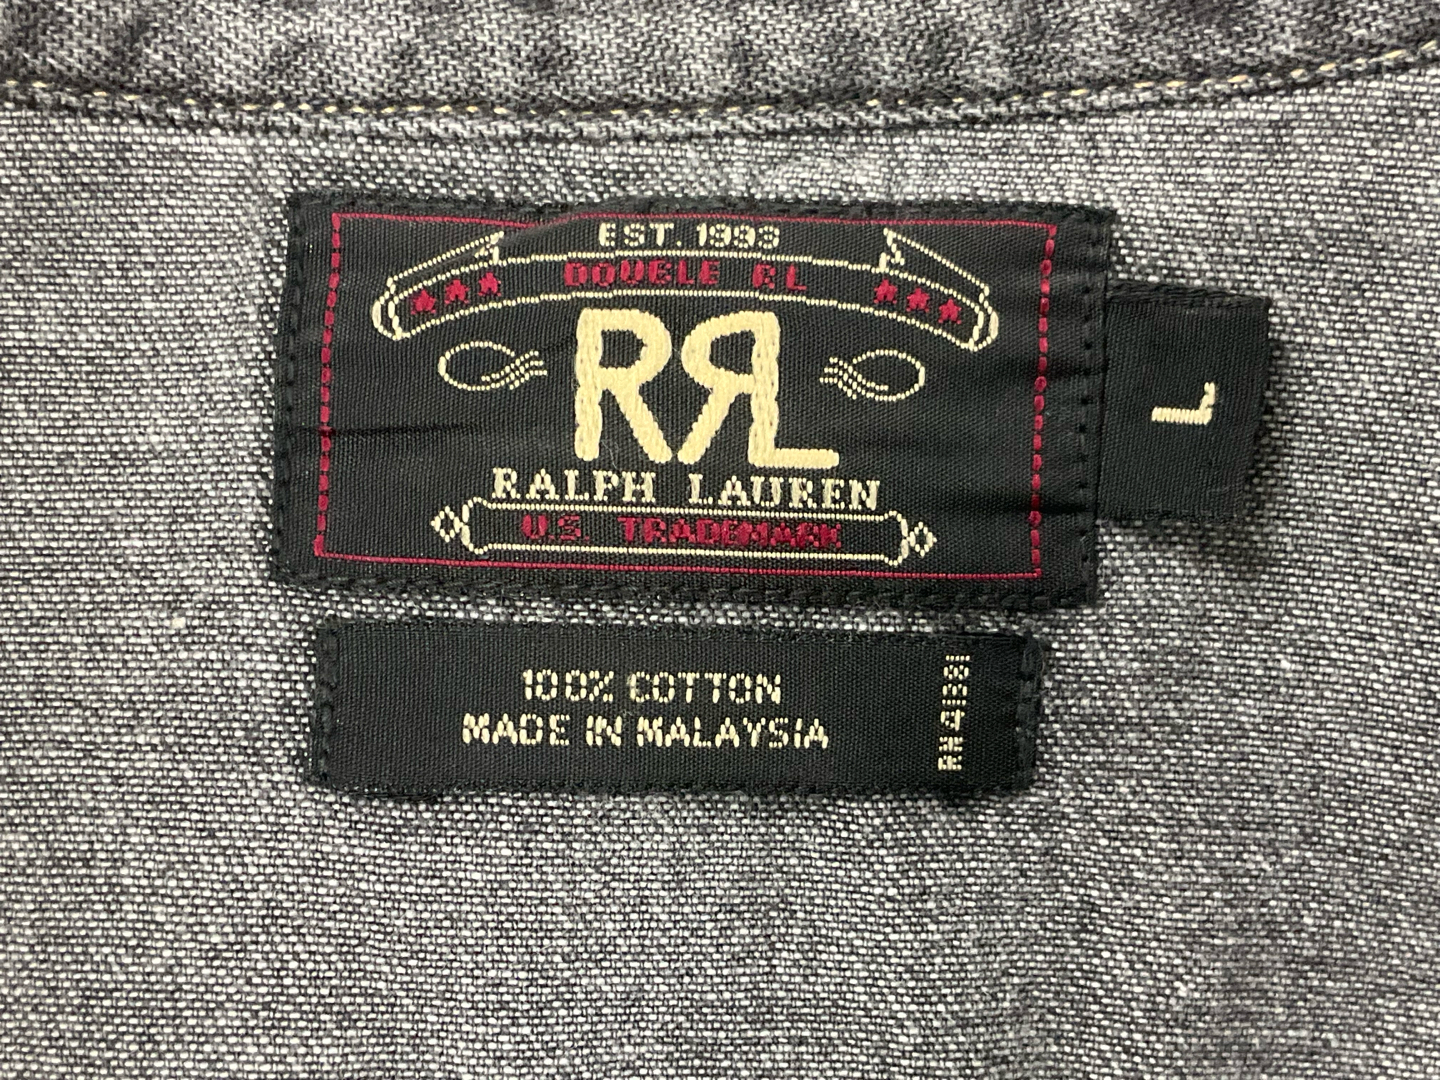 EST. 1993
DOUBLE RL
RRL
RALPH LAUREN
U.S. TRADEMARK
L
100% COTTON
MADE IN MALAYSIA